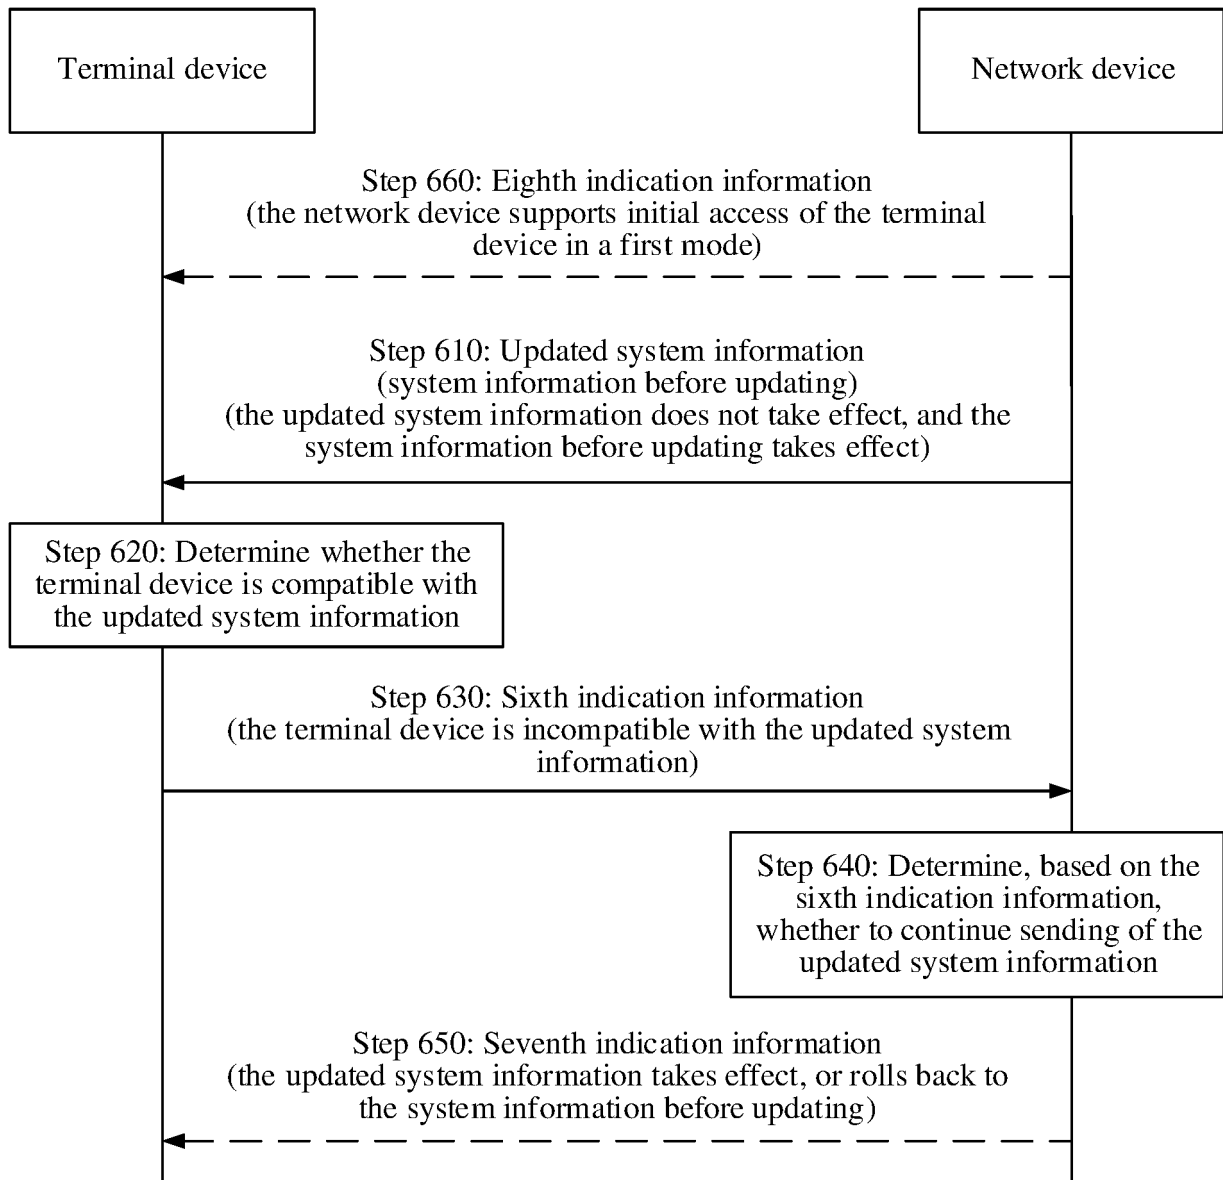 Terminal device
Network device
Step 660: Eighth indication information
(the network device supports initial access of the terminal
device in a first mode)
Step 610: Updated system information
(system information before updating)
(the updated system information does not take effect, and the
system information before updating takes effect)
Step 620: Determine whether the
terminal device is compatible with
the updated system information
Step 630: Sixth indication information
(the terminal device is incompatible with the updated system
information)
Step 640: Determine, based on the
sixth indication information,
whether to continue sending of the
updated system information
Step 650: Seventh indication information
(the updated system information takes effect, or rolls back to
the system information before updating)